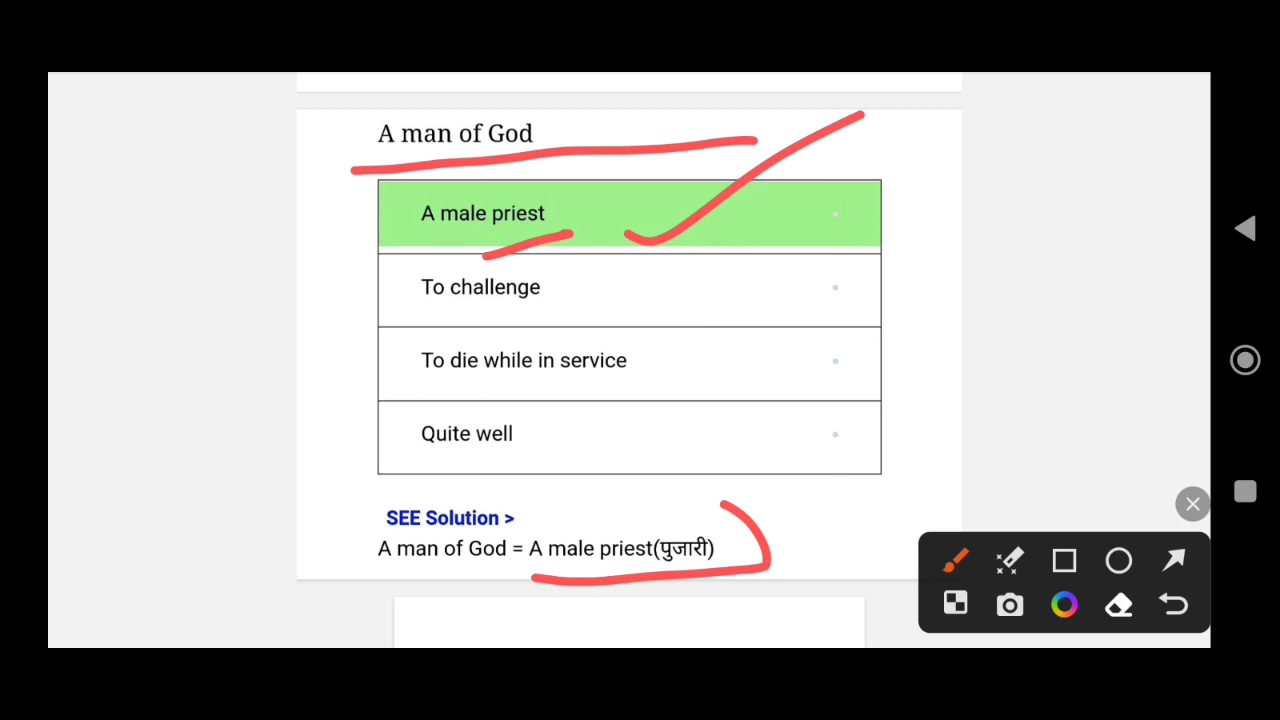 A man of God
A male priest
To challenge
To die while in service
Quite well
SEE Solution >
A man of God = A male priest(पुजारी)